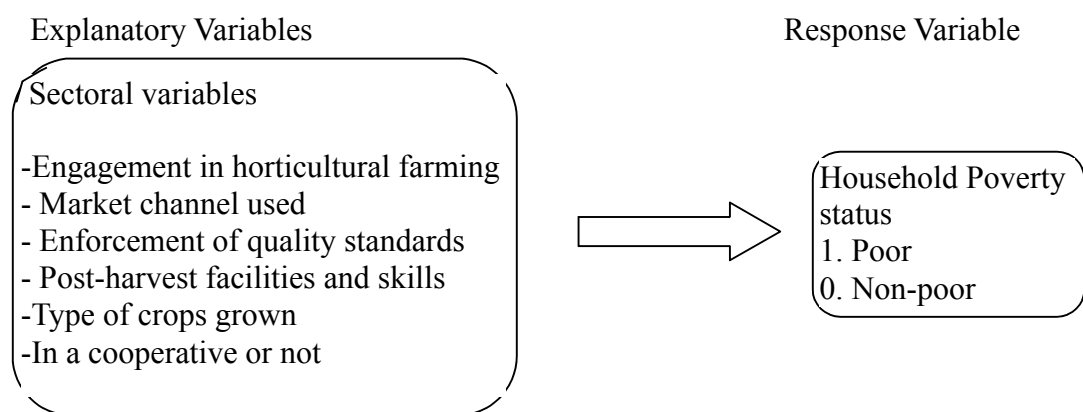 Explanatory Variables
Response Variable
Sectoral variables
-Engagement in horticultural farming
- Market channel used
- Enforcement of quality standards
- Post-harvest facilities and skills
-Type of crops grown
-In a cooperative or not
Household Poverty
status
1. Poor
0. Non-poor